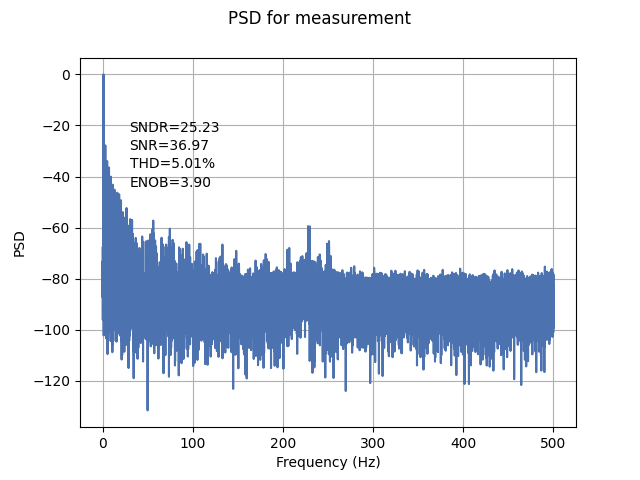 PSD for measurement
0
−20
−40
−60
−80
−100
−120
PSD
SNDR=25.23
SNR=36.97
THD=5.01%
ENOB=3.90
0 100 200 300 400 500
Frequency (Hz)